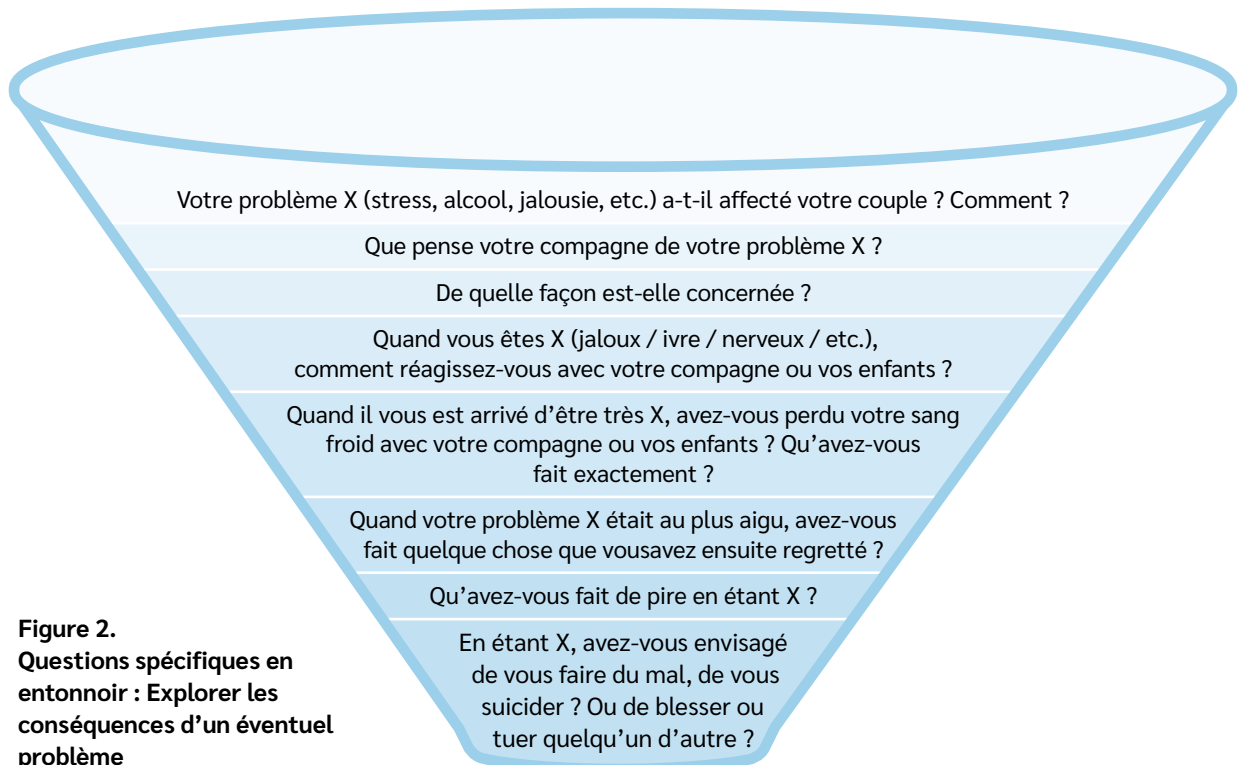 Votre problème X (stress, alcool, jalousie, etc.) a-t-il affecté votre couple ? Comment ?
Que pense votre compagne de votre problème X ?
De quelle façon est-elle concernée ?
Quand vous êtes X (jaloux / ivre / nerveux / etc.),
comment réagissez-vous avec votre compagne ou vos enfants ?
Quand il vous est arrivé d’être très X, avez-vous perdu votre sang
froid avec votre compagne ou vos enfants ? Qu’avez-vous
fait exactement ?
Quand votre problème X était au plus aigu, avez-vous
fait quelque chose que vousavez ensuite regretté ?
Qu’avez-vous fait de pire en étant X ?
En étant X, avez-vous envisagé
de vous faire du mal, de vous
suicider ? Ou de blesser ou
tuer quelqu’un d’autre ?
Figure 2.
Questions spécifiques en
entonnoir : Explorer les
conséquences d’un éventuel
problème